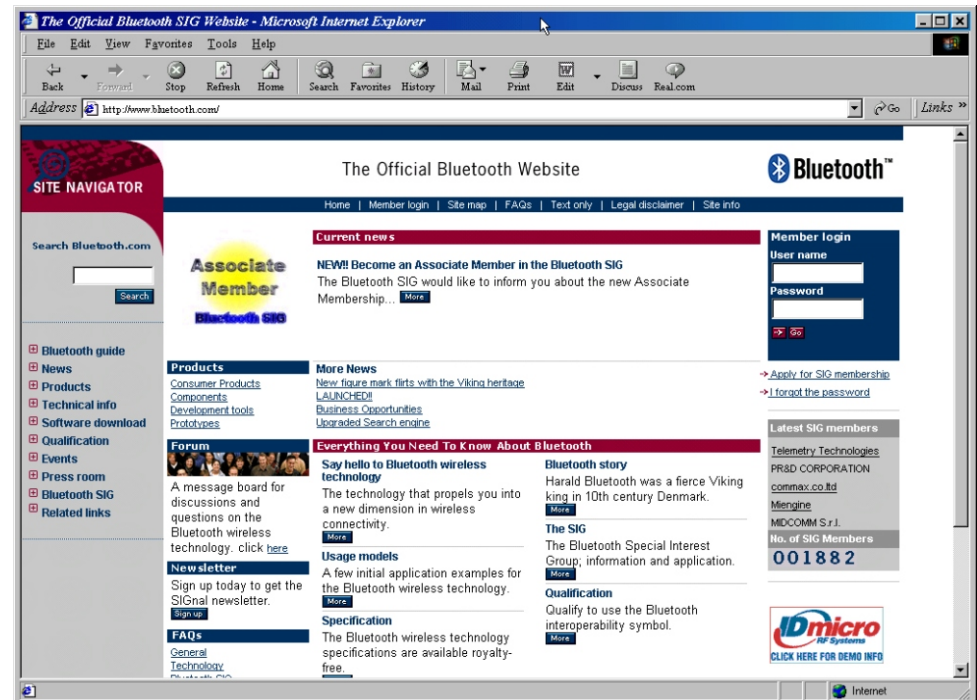 The Official Bluetooth SIG Website - Microsoft Internet Explorer
File Edit View Favorites Tools Help
Back Forward Stop Refresh Home Search Favorites History Mail Print Edit Discuss Real.com
Address http://www.bluetooth.com/ Go Links »
SITE NAVIGATOR
The Official Bluetooth Website
Bluetooth™
Home | Member login | Site map | FAQs | Text only | Legal disclaimer | Site info
Search Bluetooth.com
Search
Bluetooth guide
News
Products
Technical info
Software download
Qualification
Events
Press room
Bluetooth SIG
Related links
Associate
Member
Bluetooth SIG
Current news
NEW!! Become an Associate Member in the Bluetooth SIG
The Bluetooth SIG would like to inform you about the new Associate
Membership... More
Products
Consumer Products
Components
Development tools
Prototypes
More News
New figure mark flirts with the Viking heritage
LAUNCHED!!
Business Opportunities
Upgraded Search engine
Forum
A message board for
discussions and
questions on the
Bluetooth wireless
technology. click here
Newsletter
Sign up today to get the
SIGnal newsletter.
Sign up
FAQs
General
Technology
Bluetooth SIG
Everything You Need To Know About Bluetooth
Say hello to Bluetooth wireless
technology
The technology that propels you into
a new dimension in wireless
connectivity.
More
Usage models
A few initial application examples for
the Bluetooth wireless technology.
More
Specification
The Bluetooth wireless technology
specifications are available royalty-
free.
Bluetooth story
Harald Bluetooth was a fierce Viking
king in 10th century Denmark.
More
The SIG
The Bluetooth Special Interest
Group; information and application.
More
Qualification
Qualify to use the Bluetooth
interoperability symbol.
More
Member login
User name
Password
Go
Apply for SIG membership
I forgot the password
Latest SIG members
Telemetry Technologies
PR&D CORPORATION
commax.co.ltd
Miengine
MIDCOMM S.r.l.
No. of SIG Members
001882
IDmicro
RF Systems
CLICK HERE FOR DEMO INFO
Internet